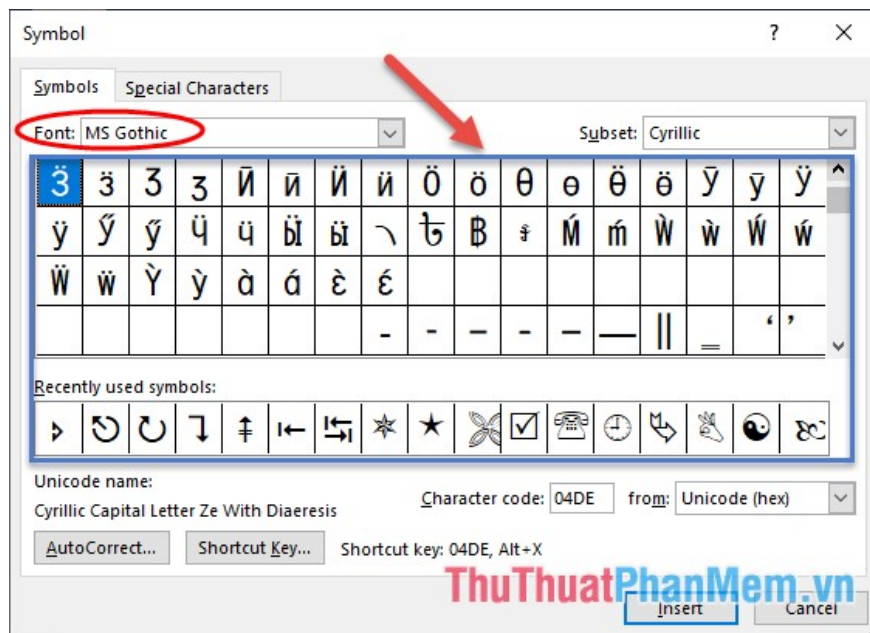 Symbol ?
Symbols Special Characters
Font: MS Gothic Subset: Cyrillic
Ӟ ӟ Ӡ ӡ Ӣ ӣ Ӥ ӥ Ӧ ӧ Ө ө Ӫ ӫ Ӯ ӯ Ӱ
ӱ Ӳ ӳ Ӵ ӵ Ӹ ӹ ₿ Ḿ ḿ Ẁ ẁ Ẃ ẃ
Ẅ ẅ Ỳ ỳ ὰ ά ὲ έ
‐ ‑ ‒ – — ― ‖ ‗ ‘ ’
Recently used symbols:
Unicode name:
Cyrillic Capital Letter Ze With Diaeresis
Character code: 04DE from: Unicode (hex)
AutoCorrect... Shortcut Key... Shortcut key: 04DE, Alt+X
ThuThuatPhanMem.vn
Insert Cancel